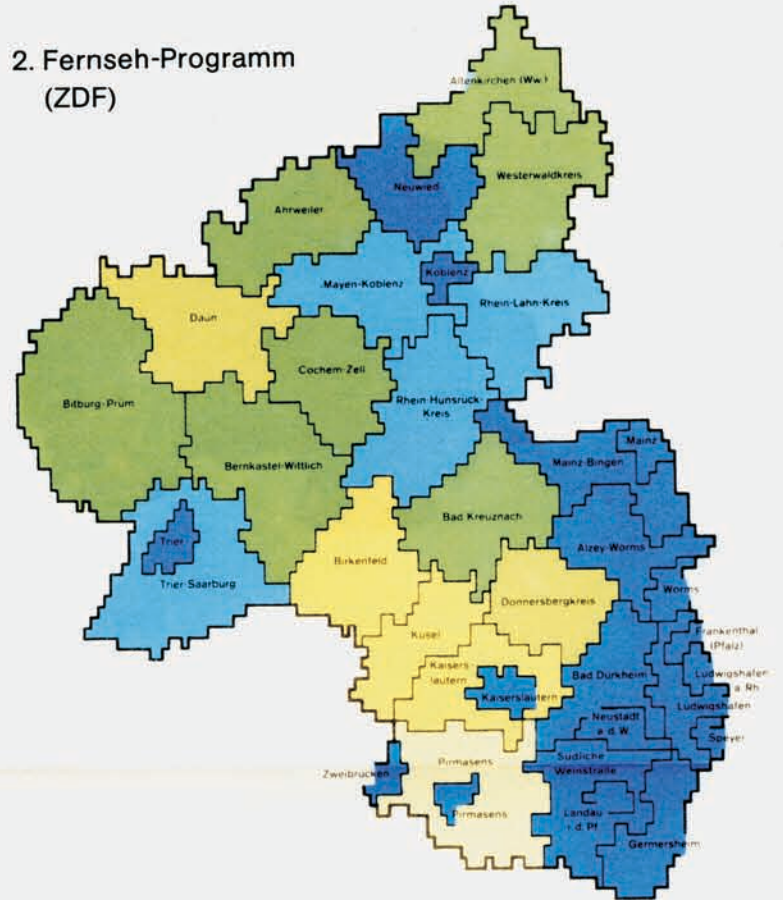 2. Fernseh-Programm
(ZDF)
Altenkirchen (Ww.)
Neuwied
Westerwaldkreis
Ahrweiler
Koblenz
Mayen-Koblenz
Rhein-Lahn-Kreis
Daun
Cochem-Zell
Bitburg-Prüm
Rhein-Hunsrück-
Kreis
Mainz
Bernkastel-Wittlich
Mainz-Bingen
Bad Kreuznach
Trier
Alzey-Worms
Birkenfeld
Trier-Saarburg
Worms
Donnersbergkreis
Kusel
Frankenthal
(Pfalz)
Kaisers
lautern
Bad Dürkheim
Ludwigshafen
a. Rh
Kaiserslautern
Ludwigshafen
Neustadt
a. d. W.
Speyer
Südliche
Weinstraße
Pirmasens
Zweibrücken
Pirmasens
Landau
i. d. Pf
Germersheim